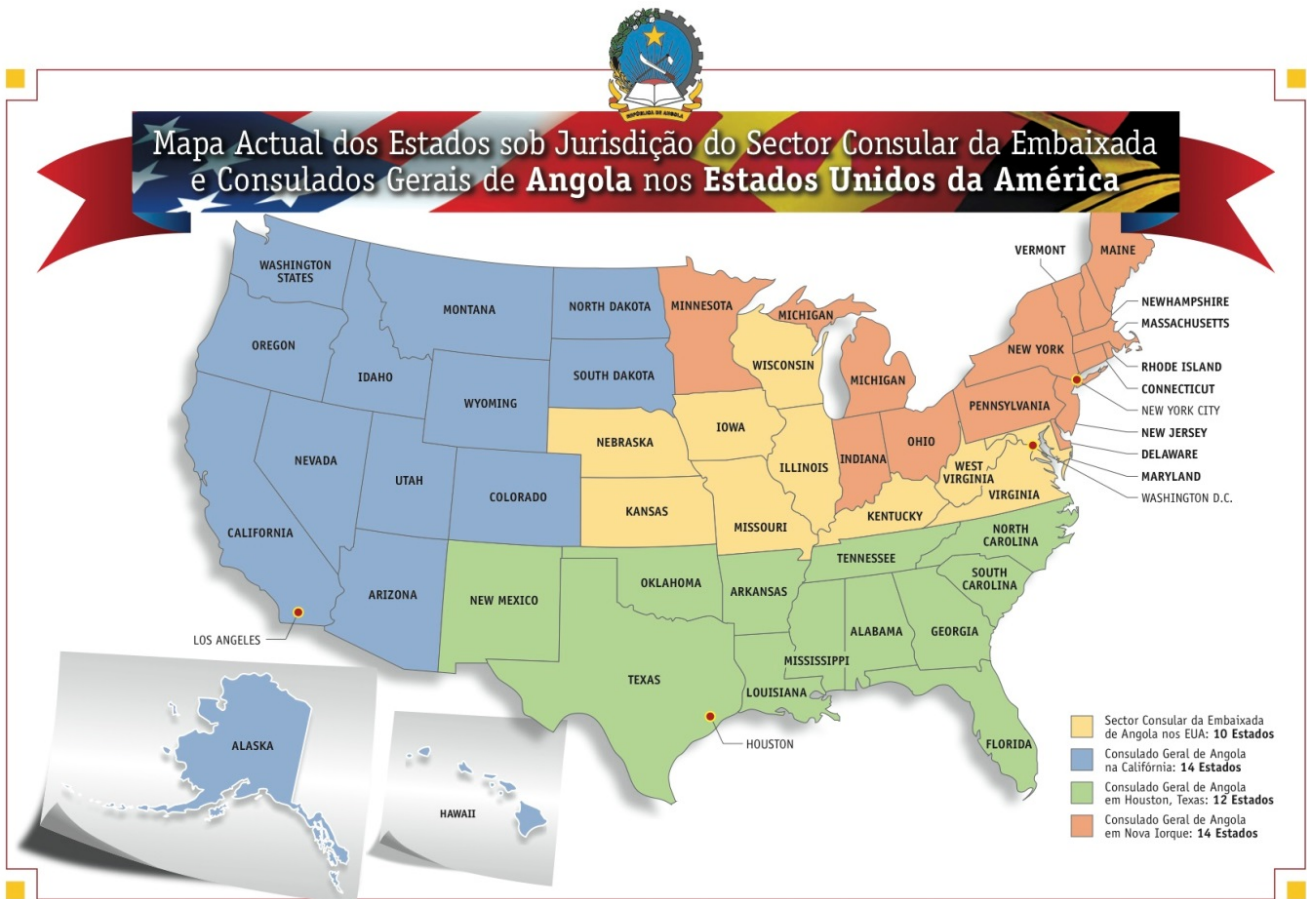 REPÚBLICA DE ANGOLA
Mapa Actual dos Estados sob Jurisdição do Sector Consular da Embaixada
e Consulados Gerais de Angola nos Estados Unidos da América
VERMONT
MAINE
WASHINGTON
STATES
MONTANA
NORTH DAKOTA
MINNESOTA
MICHIGAN
NEWHAMPSHIRE
MASSACHUSETTS
OREGON
IDAHO
WISCONSIN
NEW YORK
RHODE ISLAND
SOUTH DAKOTA
MICHIGAN
CONNECTICUT
WYOMING
PENNSYLVANIA
NEW YORK CITY
NEBRASKA
IOWA
OHIO
NEW JERSEY
NEVADA
INDIANA
DELAWARE
UTAH
ILLINOIS
WEST
VIRGINIA
MARYLAND
COLORADO
VIRGINIA
WASHINGTON D.C.
KANSAS
MISSOURI
KENTUCKY
CALIFORNIA
NORTH
CAROLINA
TENNESSEE
ARIZONA
NEW MEXICO
OKLAHOMA
ARKANSAS
SOUTH
CAROLINA
LOS ANGELES
ALABAMA
GEORGIA
MISSISSIPPI
TEXAS
LOUISIANA
HOUSTON
FLORIDA
ALASKA
HAWAII
Sector Consular da Embaixada
de Angola nos EUA: 10 Estados
Consulado Geral de Angola
na Califórnia: 14 Estados
Consulado Geral de Angola
em Houston, Texas: 12 Estados
Consulado Geral de Angola
em Nova Iorque: 14 Estados